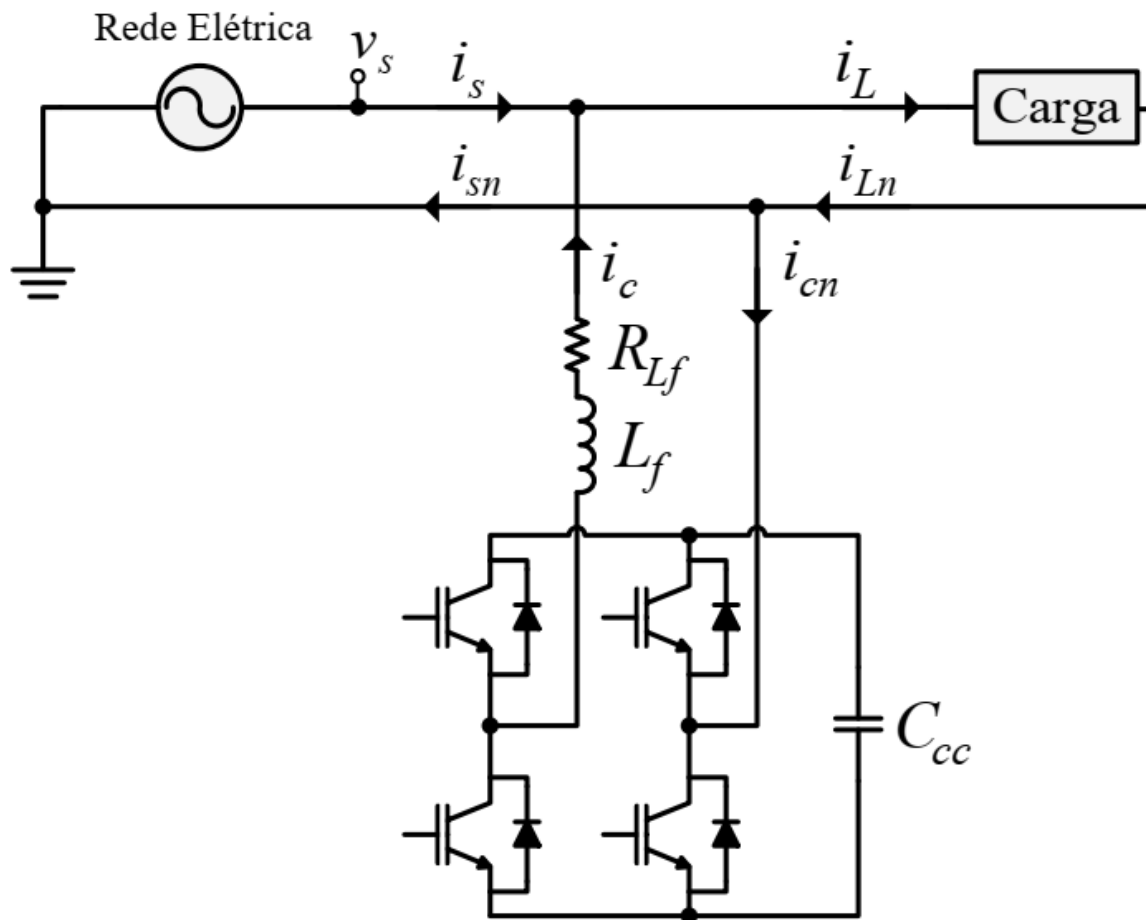 Rede Elétrica
v_s
i_s
i_L
Carga
i_sn
i_Ln
i_c
i_cn
R_Lf
L_f
C_cc